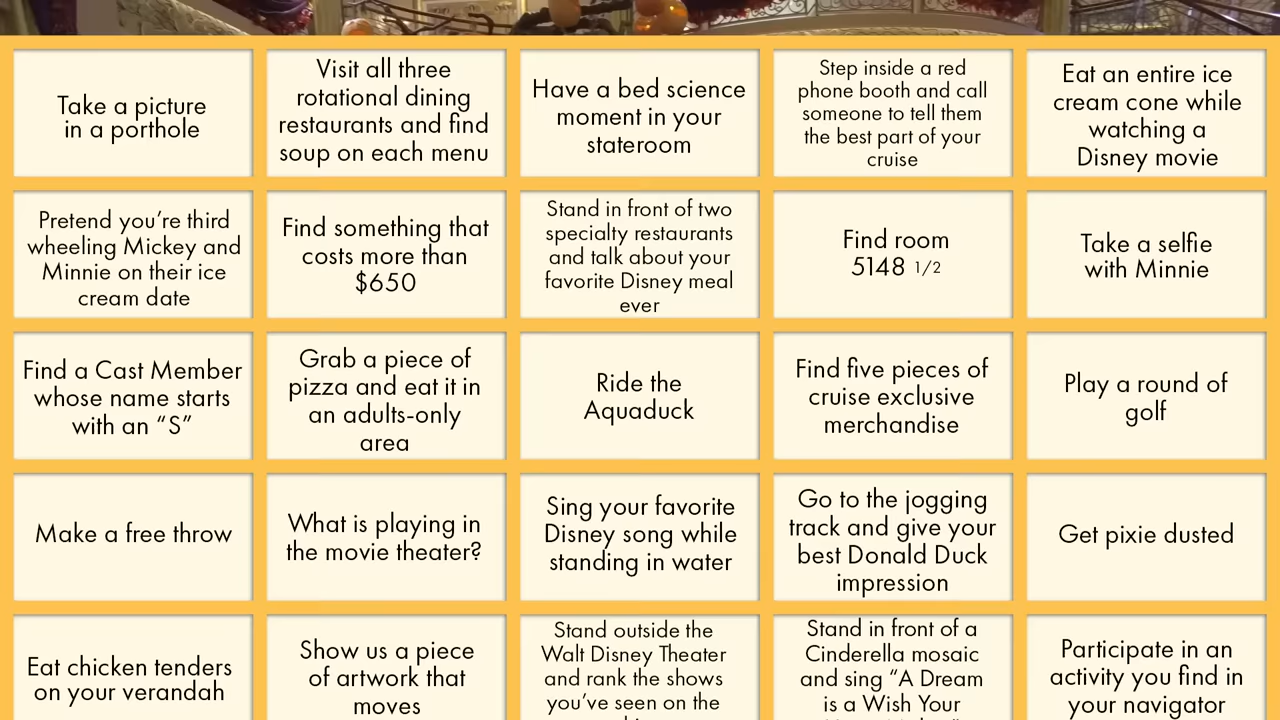 Take a picture
in a porthole
Visit all three
rotational dining
restaurants and find
soup on each menu
Have a bed science
moment in your
stateroom
Step inside a red
phone booth and call
someone to tell them
the best part of your
cruise
Eat an entire ice
cream cone while
watching a
Disney movie
Pretend you’re third
wheeling Mickey and
Minnie on their ice
cream date
Find something that
costs more than
$650
Stand in front of two
specialty restaurants
and talk about your
favorite Disney meal
ever
Find room
5148 1/2
Take a selfie
with Minnie
Find a Cast Member
whose name starts
with an “S”
Grab a piece of
pizza and eat it in
an adults-only
area
Ride the
Aquaduck
Find five pieces of
cruise exclusive
merchandise
Play a round of
golf
Make a free throw
What is playing in
the movie theater?
Sing your favorite
Disney song while
standing in water
Go to the jogging
track and give your
best Donald Duck
impression
Get pixie dusted
Eat chicken tenders
on your verandah
Show us a piece
of artwork that
moves
Stand outside the
Walt Disney Theater
and rank the shows
you’ve seen on the
Stand in front of a
Cinderella mosaic
and sing “A Dream
is a Wish Your
Participate in an
activity you find in
your navigator